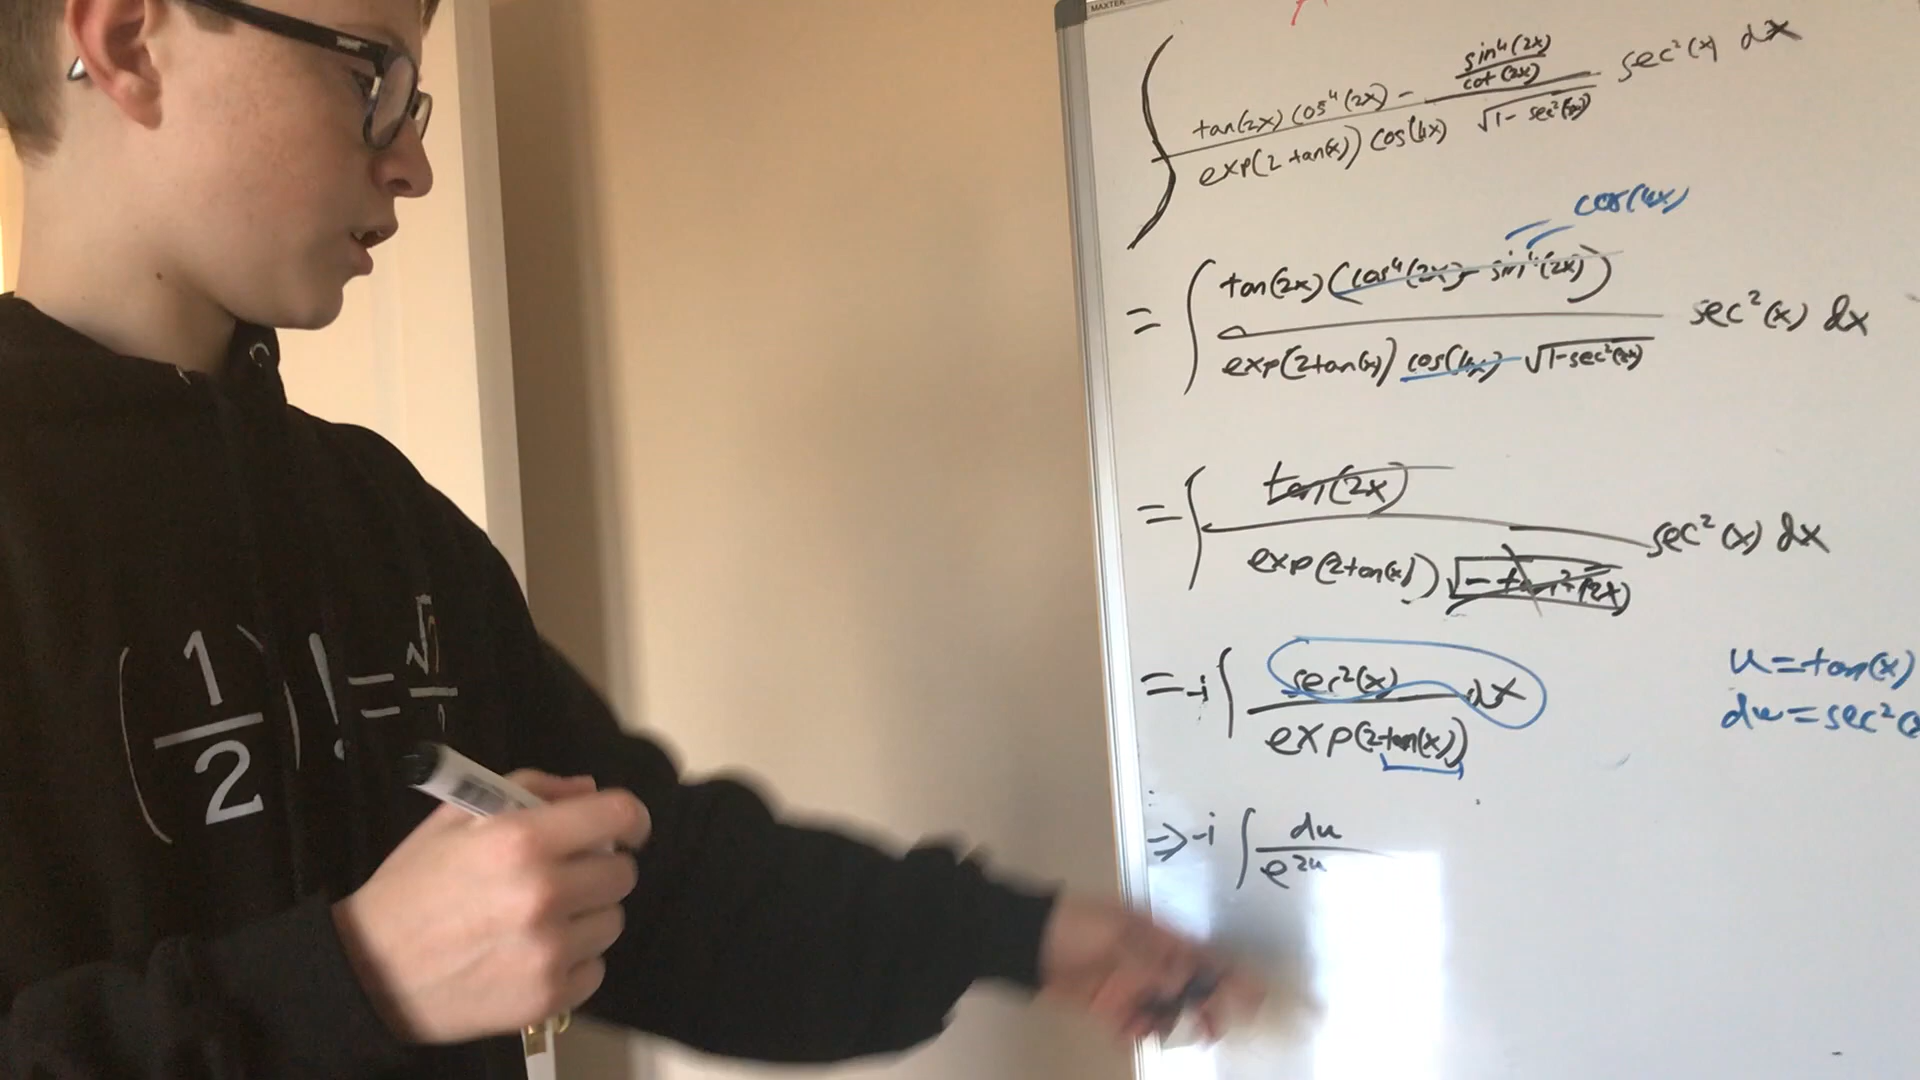 MAXTEK
∫ (tan(2x) cos⁴(2x) - sin⁴(2x)/cot(2x)) / (exp(2 tan(x)) cos(4x) √(1 - sec²(2x))) sec²(x) dx
cos(4x)
= ∫ tan(2x) (cos⁴(2x) - sin⁴(2x)) / (exp(2tan(x)) cos(4x) √(1-sec²(2x))) sec²(x) dx
= ∫ tan(2x) / (exp(2tan(x)) √(-tan²(2x))) sec²(x) dx
= -i ∫ sec²(x) / exp(2tan(x)) dx
u = tan(x)
du = sec²(x
⇒ -i ∫ du / e^2u
(1/2)! = √